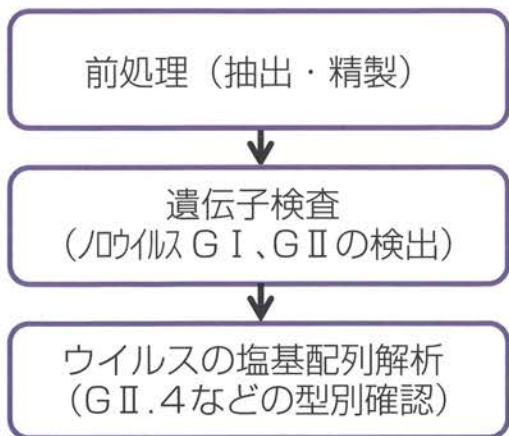 前処理（抽出・精製）
遺伝子検査
（ノロウイルスGⅠ、GⅡの検出）
ウイルスの塩基配列解析
（GⅡ.4などの型別確認）